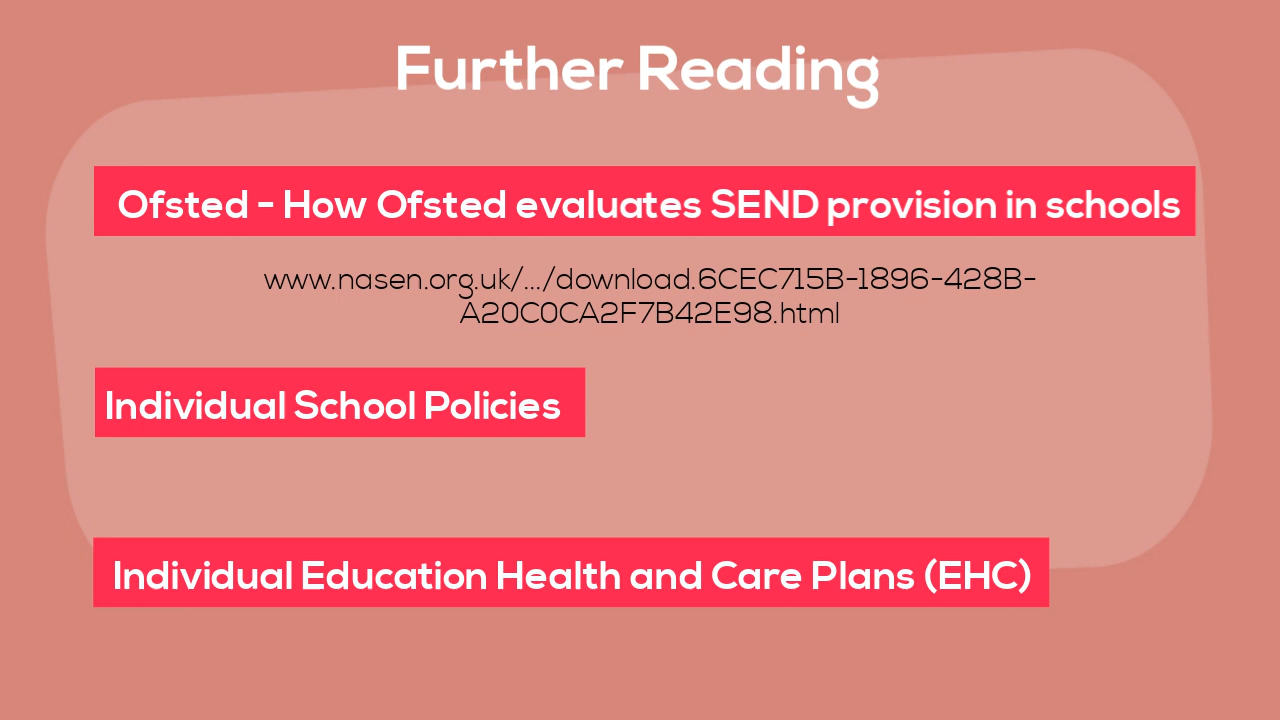 Further Reading
Ofsted - How Ofsted evaluates SEND provision in schools
www.nasen.org.uk/.../download.6CEC715B-1896-428B-
A20C0CA2F7B42E98.html
Individual School Policies
Individual Education Health and Care Plans (EHC)